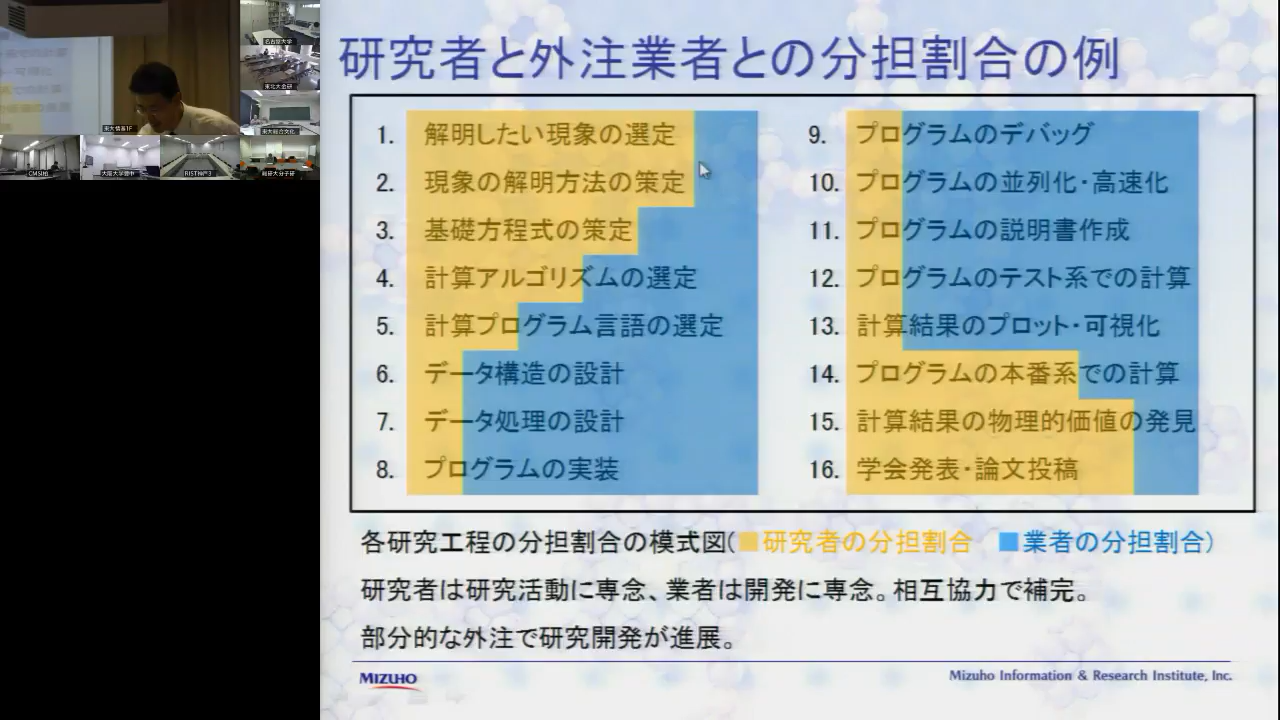 研究者と外注業者との分担割合の例
1. 解明したい現象の選定
2. 現象の解明方法の策定
3. 基礎方程式の策定
4. 計算アルゴリズムの選定
5. 計算プログラム言語の選定
6. データ構造の設計
7. データ処理の設計
8. プログラムの実装
9. プログラムのデバッグ
10. プログラムの並列化・高速化
11. プログラムの説明書作成
12. プログラムのテスト系での計算
13. 計算結果のプロット・可視化
14. プログラムの本番系での計算
15. 計算結果の物理的価値の発見
16. 学会発表・論文投稿
各研究工程の分担割合の模式図(■研究者の分担割合 ■業者の分担割合)
研究者は研究活動に専念、業者は開発に専念。相互協力で補完。
部分的な外注で研究開発が進展。
MIZUHO
Mizuho Information & Research Institute, Inc.
名古屋大学
東北大金研
東大情基1F
東大総合文化
CMSI柏
大阪大学豊中
RIST神戸3
総研大分子研